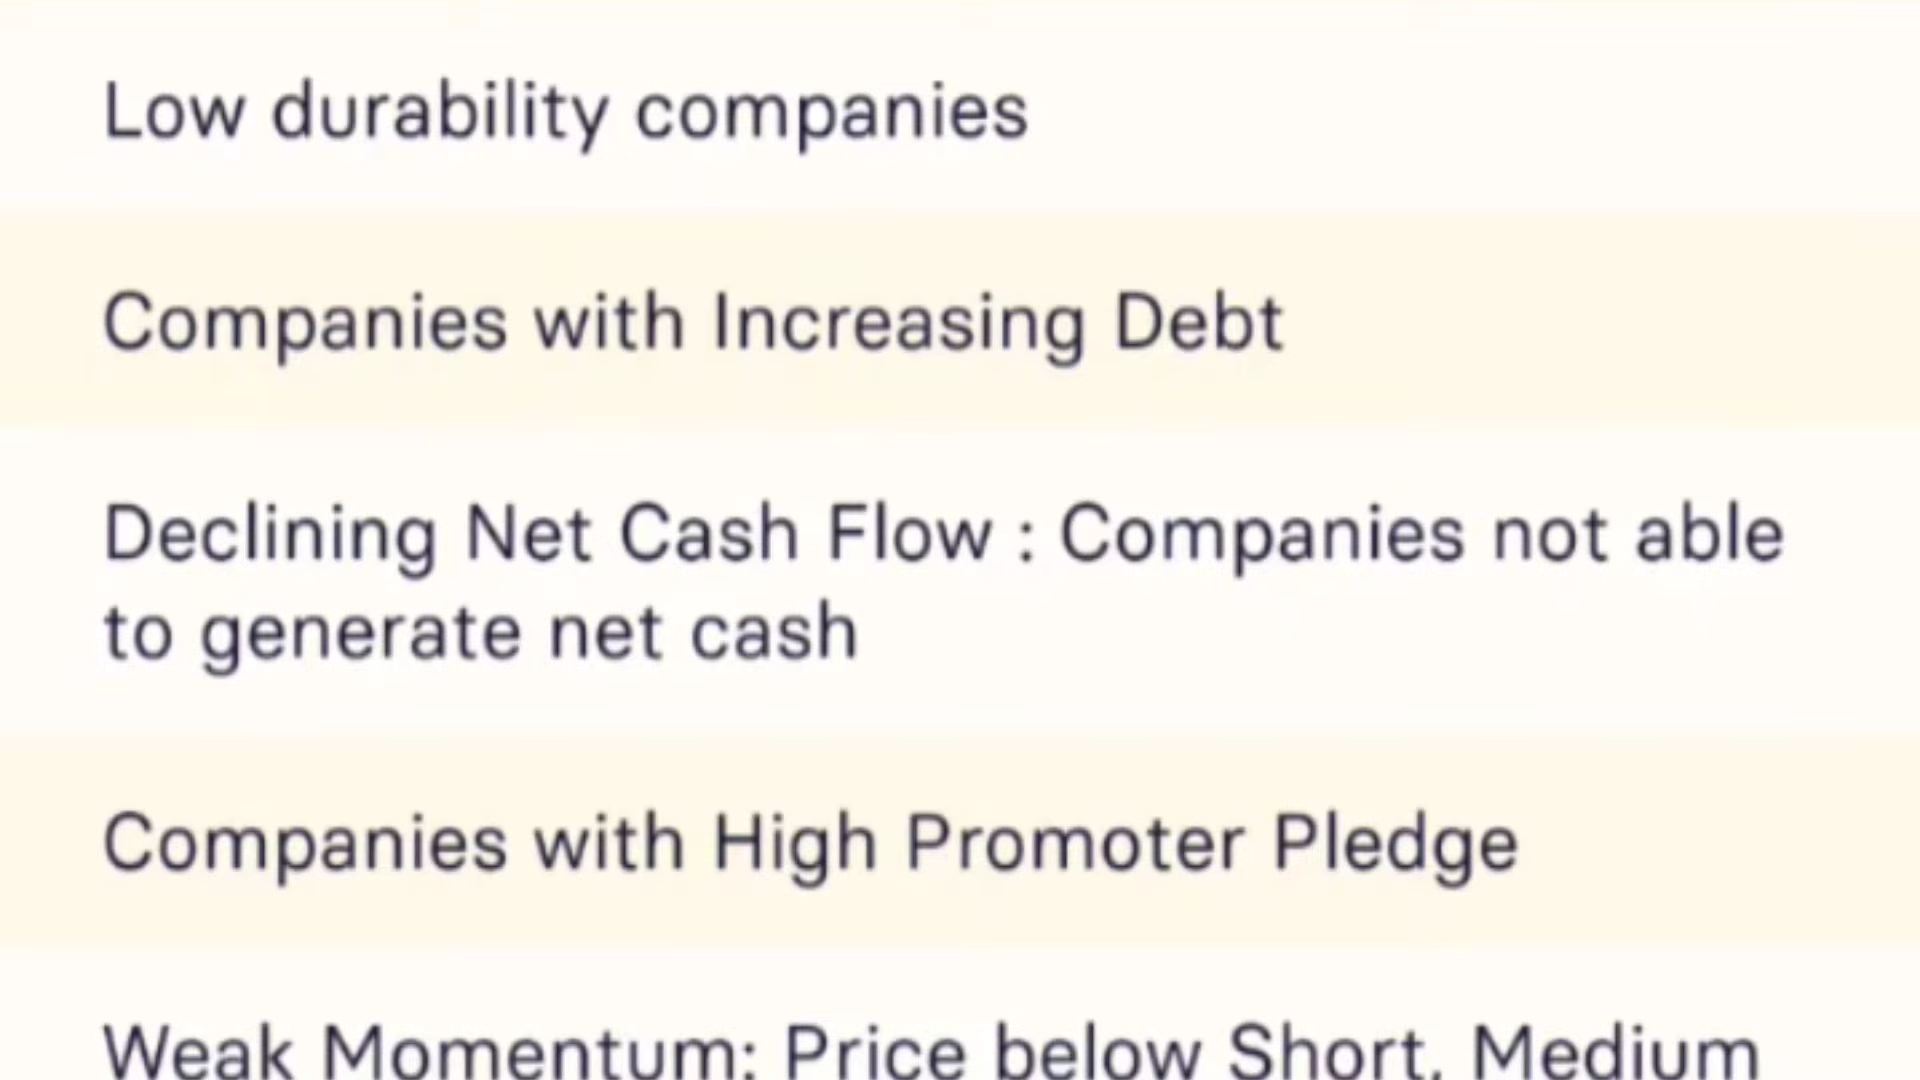 Low durability companies
Companies with Increasing Debt
Declining Net Cash Flow : Companies not able
to generate net cash
Companies with High Promoter Pledge
Weak Momentum: Price below Short, Medium